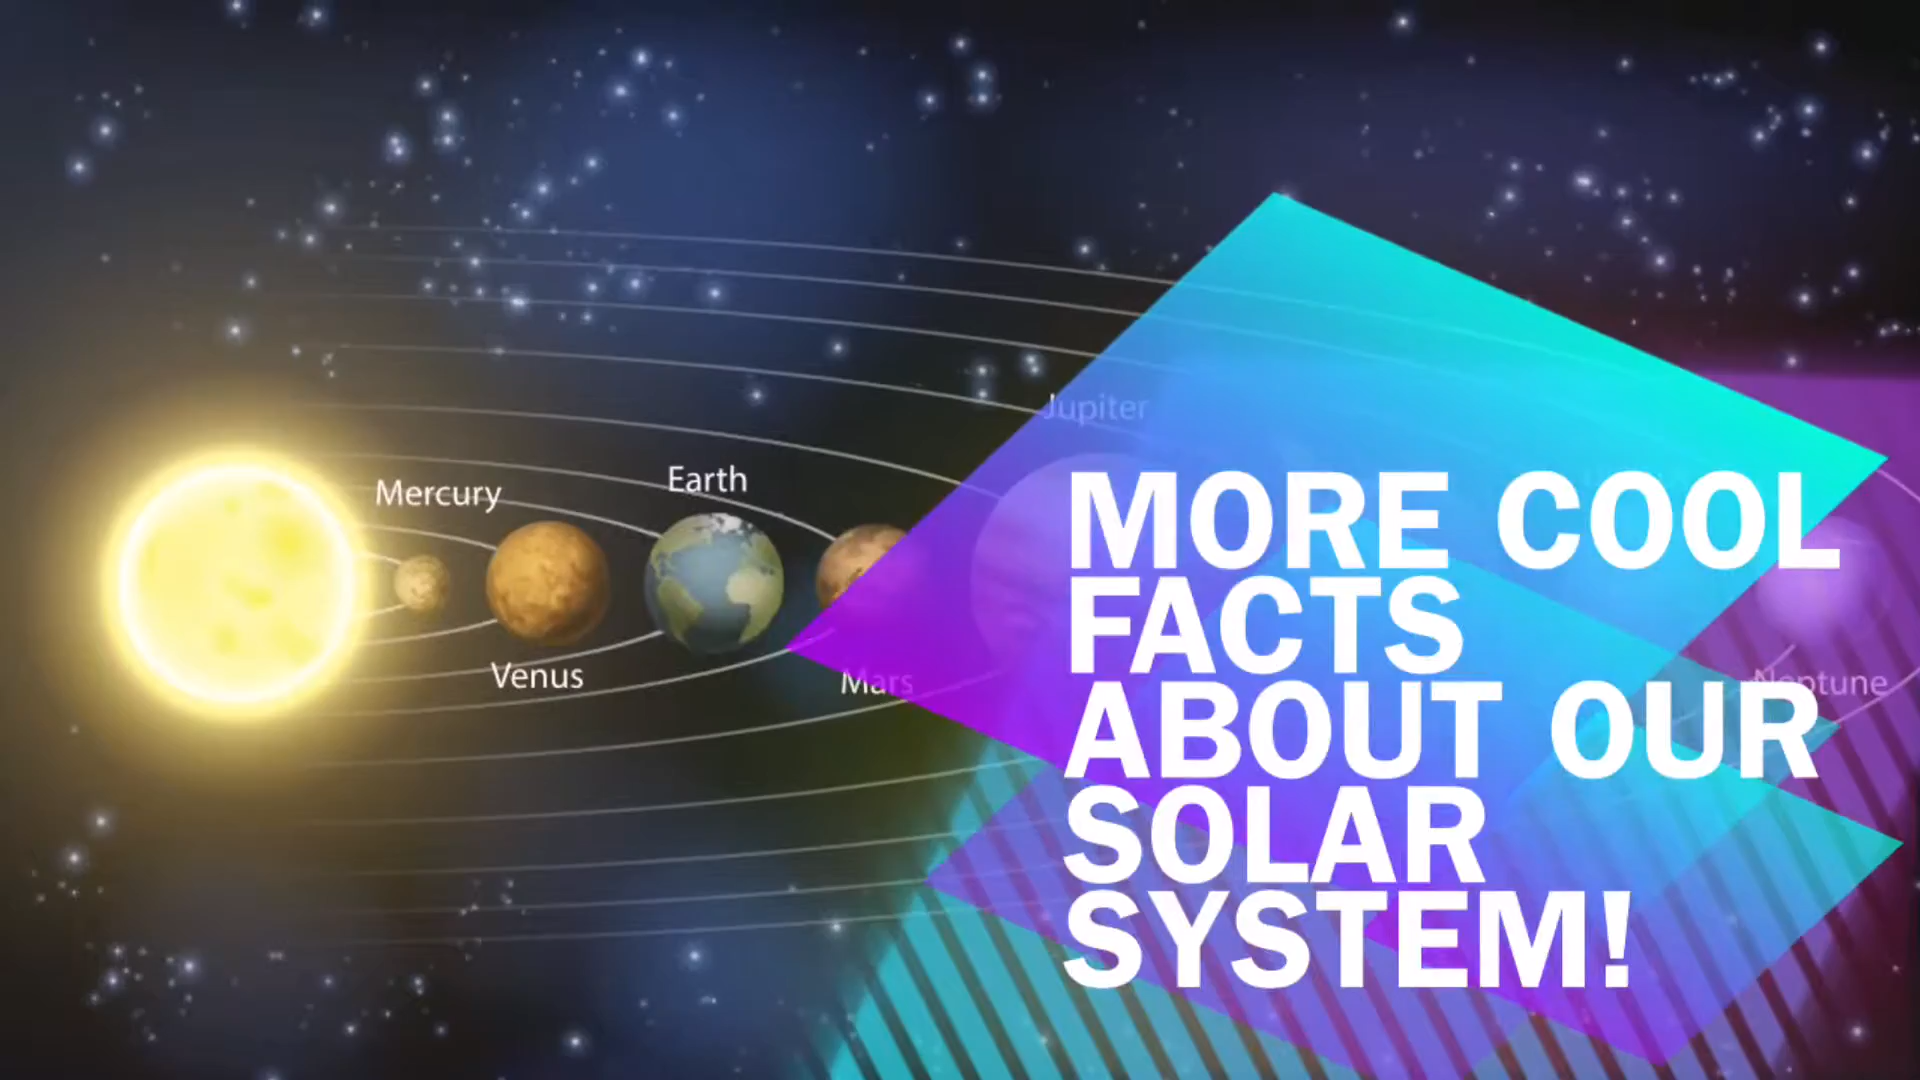 Jupiter
Earth
Mercury
Venus
Mars
Neptune
MORE COOL
FACTS
ABOUT OUR
SOLAR
SYSTEM!